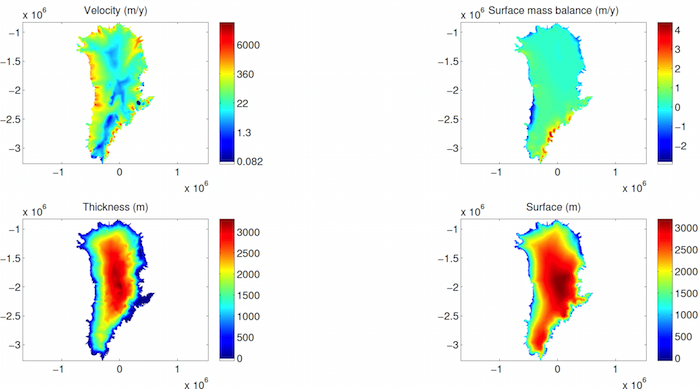 Velocity (m/y)
x 10^6
-1
-1.5
-2
-2.5
-3
-1 0 1
x 10^6
6000
360
22
1.3
0.082
Surface mass balance (m/y)
x 10^6
-1
-1.5
-2
-2.5
-3
-1 0 1
x 10^6
4
3
2
1
0
-1
-2
Thickness (m)
x 10^6
-1
-1.5
-2
-2.5
-3
-1 0 1
x 10^6
3000
2500
2000
1500
1000
500
0
Surface (m)
x 10^6
-1
-1.5
-2
-2.5
-3
-1 0 1
x 10^6
3000
2500
2000
1500
1000
500
0